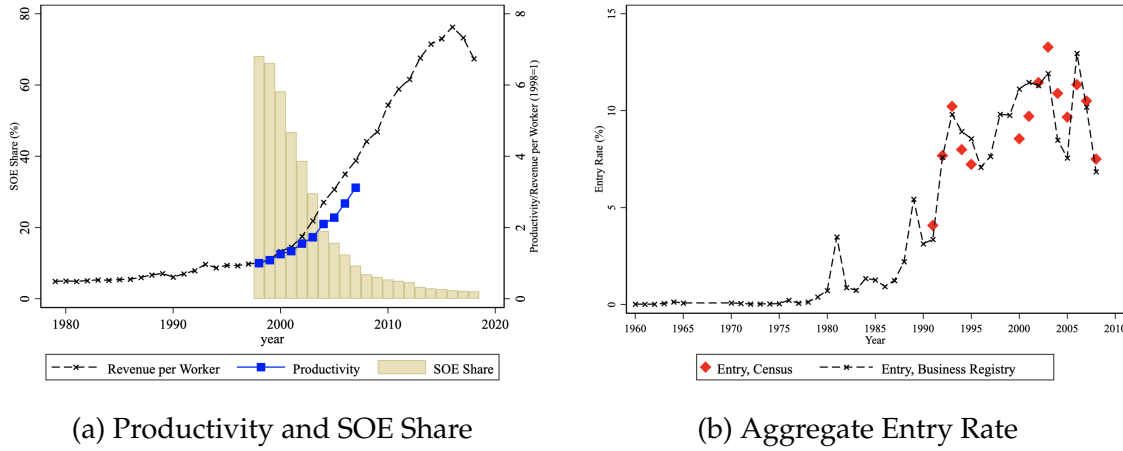 80
60
40
20
0
SOE Share (%)
8
6
4
2
0
Productivity/Revenue per Worker (1998=1)
1980 1990 2000 2010 2020
year
Revenue per Worker Productivity SOE Share
(a) Productivity and SOE Share
15
10
5
0
Entry Rate (%)
1960 1965 1970 1975 1980 1985 1990 1995 2000 2005 2010
Year
Entry, Census Entry, Business Registry
(b) Aggregate Entry Rate